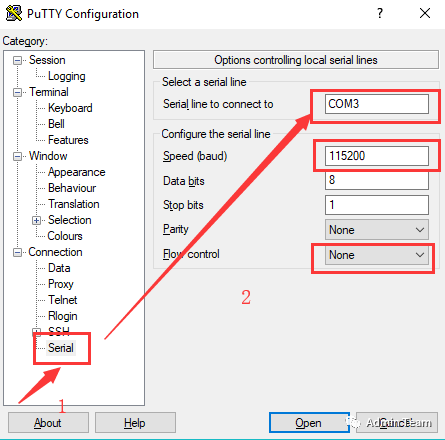 PuTTY Configuration
Category:
Session
Logging
Terminal
Keyboard
Bell
Features
Window
Appearance
Behaviour
Translation
Selection
Colours
Connection
Data
Proxy
Telnet
Rlogin
SSH
Serial
Options controlling local serial lines
Select a serial line
Serial line to connect to
COM3
Configure the serial line
Speed (baud)
115200
Data bits
8
Stop bits
1
Parity
None
Flow control
None
1
2
About
Help
Open